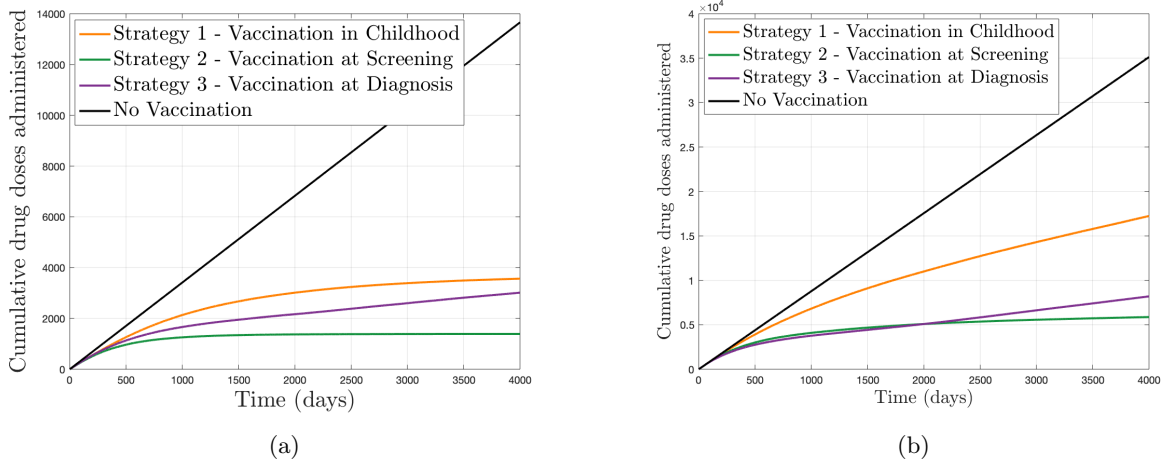 14000
12000
10000
8000
6000
4000
2000
0
Cumulative drug doses administered
Strategy 1 - Vaccination in Childhood
Strategy 2 - Vaccination at Screening
Strategy 3 - Vaccination at Diagnosis
No Vaccination
0 500 1000 1500 2000 2500 3000 3500 4000
Time (days)
(a)
×10⁴
4
3.5
3
2.5
2
1.5
1
0.5
0
Cumulative drug doses administered
Strategy 1 - Vaccination in Childhood
Strategy 2 - Vaccination at Screening
Strategy 3 - Vaccination at Diagnosis
No Vaccination
0 500 1000 1500 2000 2500 3000 3500 4000
Time (days)
(b)